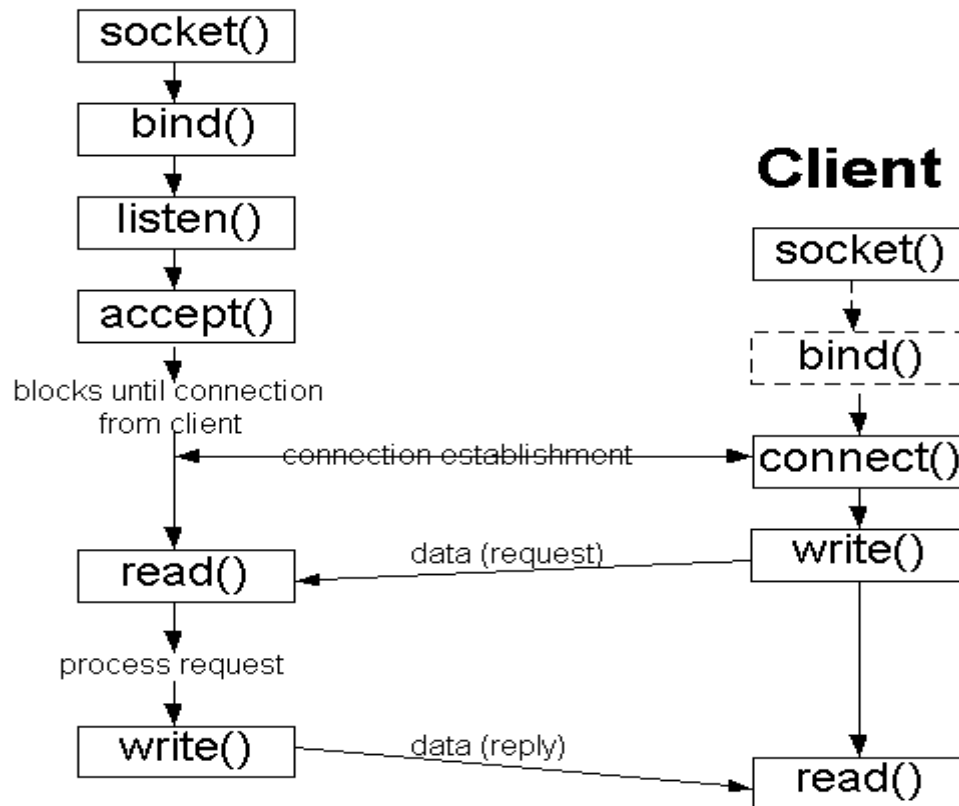 socket()
bind()
listen()
accept()
blocks until connection
from client
connection establishment
read()
process request
write()
data (request)
data (reply)
Client
socket()
bind()
connect()
write()
read()